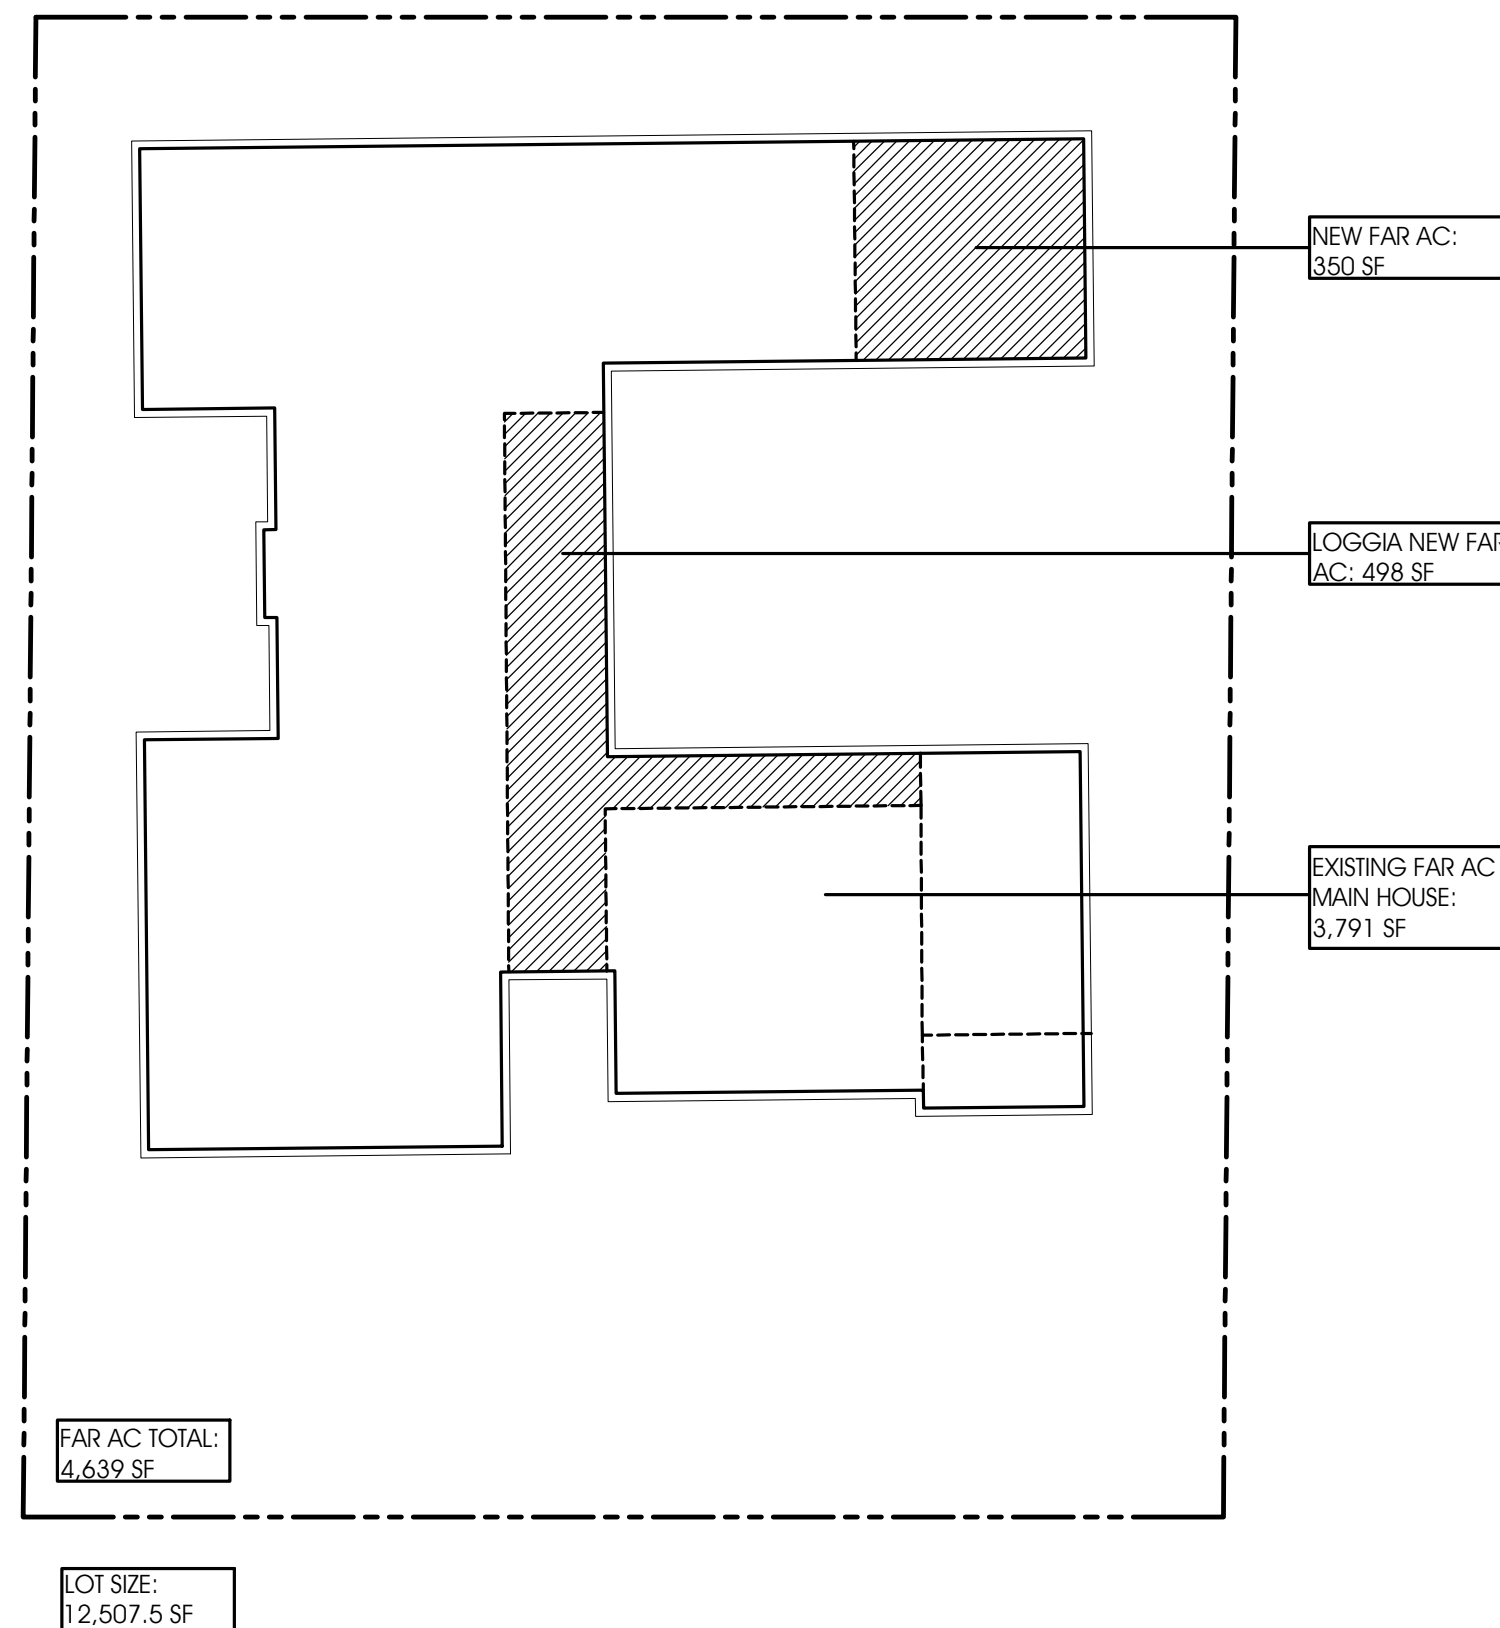 NEW FAR AC:
350 SF
LOGGIA NEW FAR
AC: 498 SF
EXISTING FAR AC
MAIN HOUSE:
3,791 SF
FAR AC TOTAL:
4,639 SF
LOT SIZE:
12,507.5 SF